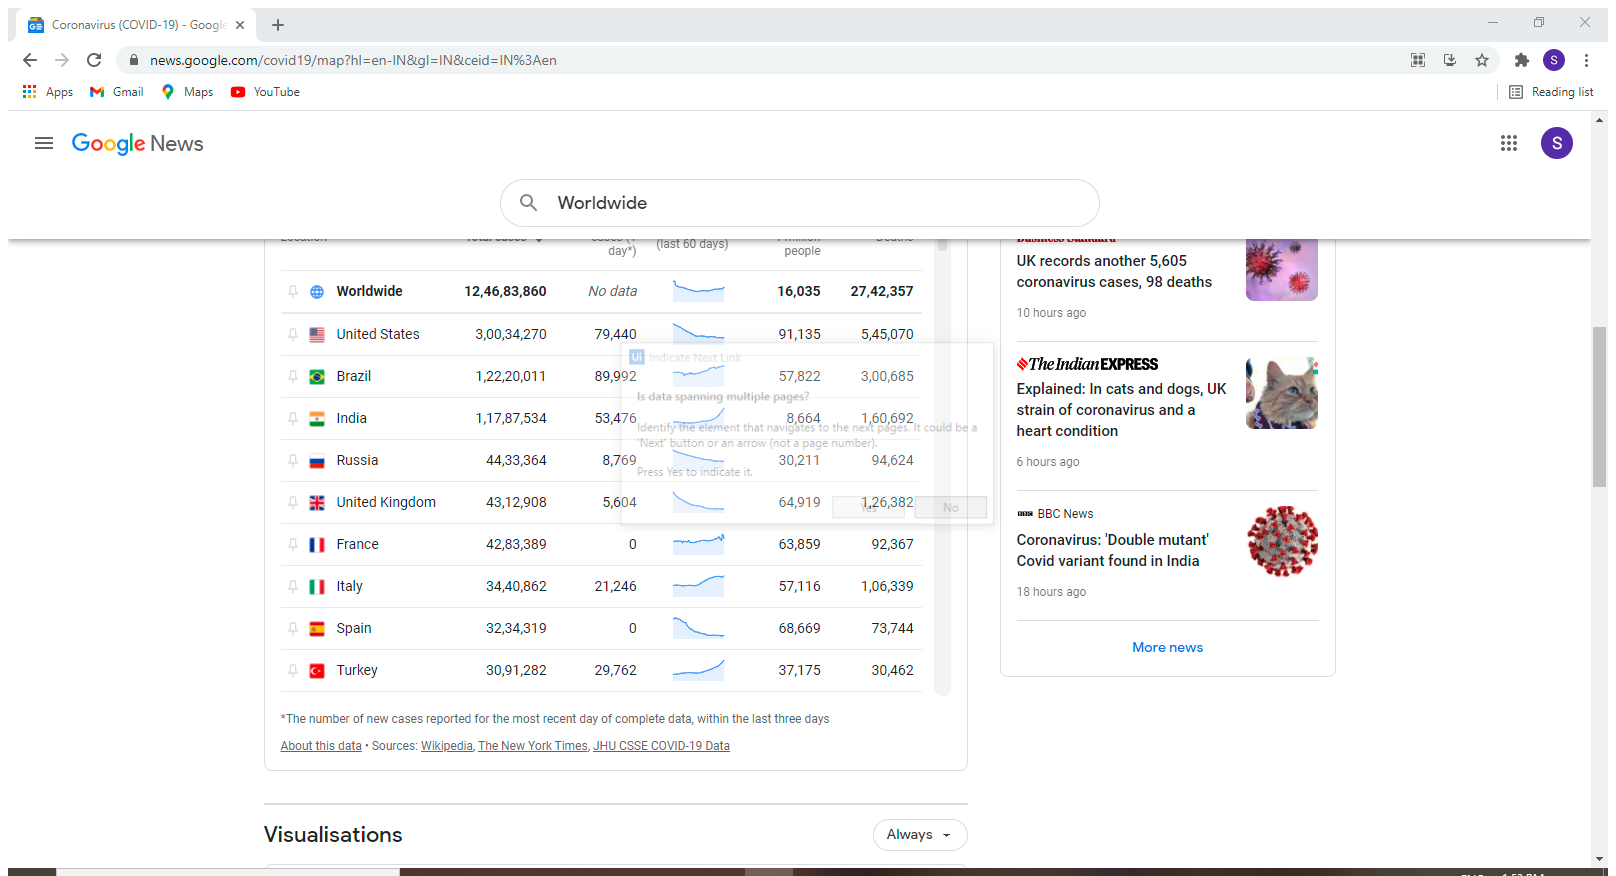 Coronavirus (COVID-19) - Google
news.google.com/covid19/map?hl=en-IN&gl=IN&ceid=IN%3Aen
S
Apps Gmail Maps YouTube Reading list
Google News
S
Worldwide
Location Total cases cases (1 day*) (last 60 days) 1 million people Deaths
Worldwide 12,46,83,860 No data 16,035 27,42,357
United States 3,00,34,270 79,440 91,135 5,45,070
Brazil 1,22,20,011 89,992 57,822 3,00,685
India 1,17,87,534 53,476 8,664 1,60,692
Russia 44,33,364 8,769 30,211 94,624
United Kingdom 43,12,908 5,604 64,919 1,26,382
France 42,83,389 0 63,859 92,367
Italy 34,40,862 21,246 57,116 1,06,339
Spain 32,34,319 0 68,669 73,744
Turkey 30,91,282 29,762 37,175 30,462
Ui Indicate Next Link
Is data spanning multiple pages?
Identify the element that navigates to the next pages. It could be a
'Next' button or an arrow (not a page number).
Press Yes to indicate it.
Yes No
*The number of new cases reported for the most recent day of complete data, within the last three days
About this data • Sources: Wikipedia, The New York Times, JHU CSSE COVID-19 Data
Visualisations
Always
Business Standard
UK records another 5,605
coronavirus cases, 98 deaths
10 hours ago
The Indian EXPRESS
Explained: In cats and dogs, UK
strain of coronavirus and a
heart condition
6 hours ago
BBC BBC News
Coronavirus: 'Double mutant'
Covid variant found in India
18 hours ago
More news